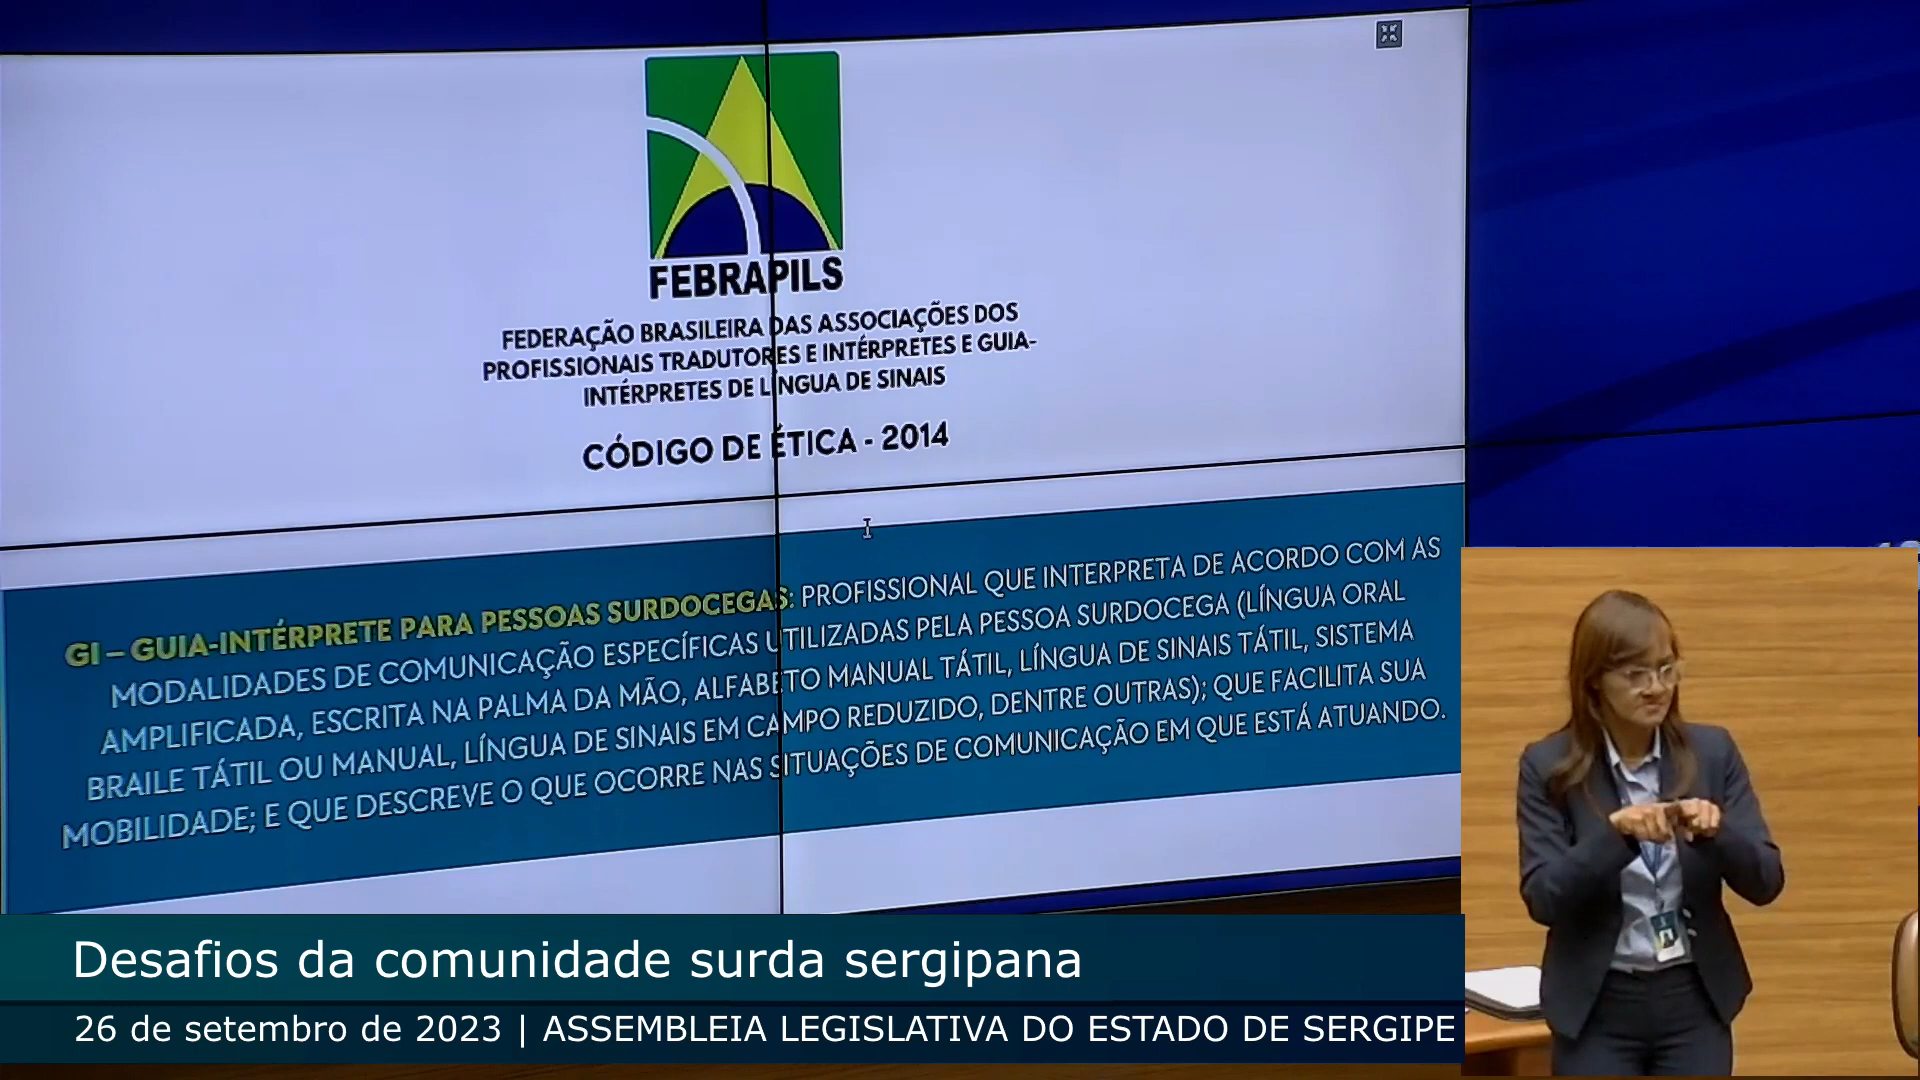 FEBRAPILS
FEDERAÇÃO BRASILEIRA DAS ASSOCIAÇÕES DOS
PROFISSIONAIS TRADUTORES E INTÉRPRETES E GUIA-
INTÉRPRETES DE LÍNGUA DE SINAIS
CÓDIGO DE ÉTICA - 2014
GI – GUIA-INTÉRPRETE PARA PESSOAS SURDOCEGAS: PROFISSIONAL QUE INTERPRETA DE ACORDO COM AS
MODALIDADES DE COMUNICAÇÃO ESPECÍFICAS UTILIZADAS PELA PESSOA SURDOCEGA (LÍNGUA ORAL
AMPLIFICADA, ESCRITA NA PALMA DA MÃO, ALFABETO MANUAL TÁTIL, LÍNGUA DE SINAIS TÁTIL, SISTEMA
BRAILE TÁTIL OU MANUAL, LÍNGUA DE SINAIS EM CAMPO REDUZIDO, DENTRE OUTRAS); QUE FACILITA SUA
MOBILIDADE; E QUE DESCREVE O QUE OCORRE NAS SITUAÇÕES DE COMUNICAÇÃO EM QUE ESTÁ ATUANDO.
Desafios da comunidade surda sergipana
26 de setembro de 2023 | ASSEMBLEIA LEGISLATIVA DO ESTADO DE SERGIPE